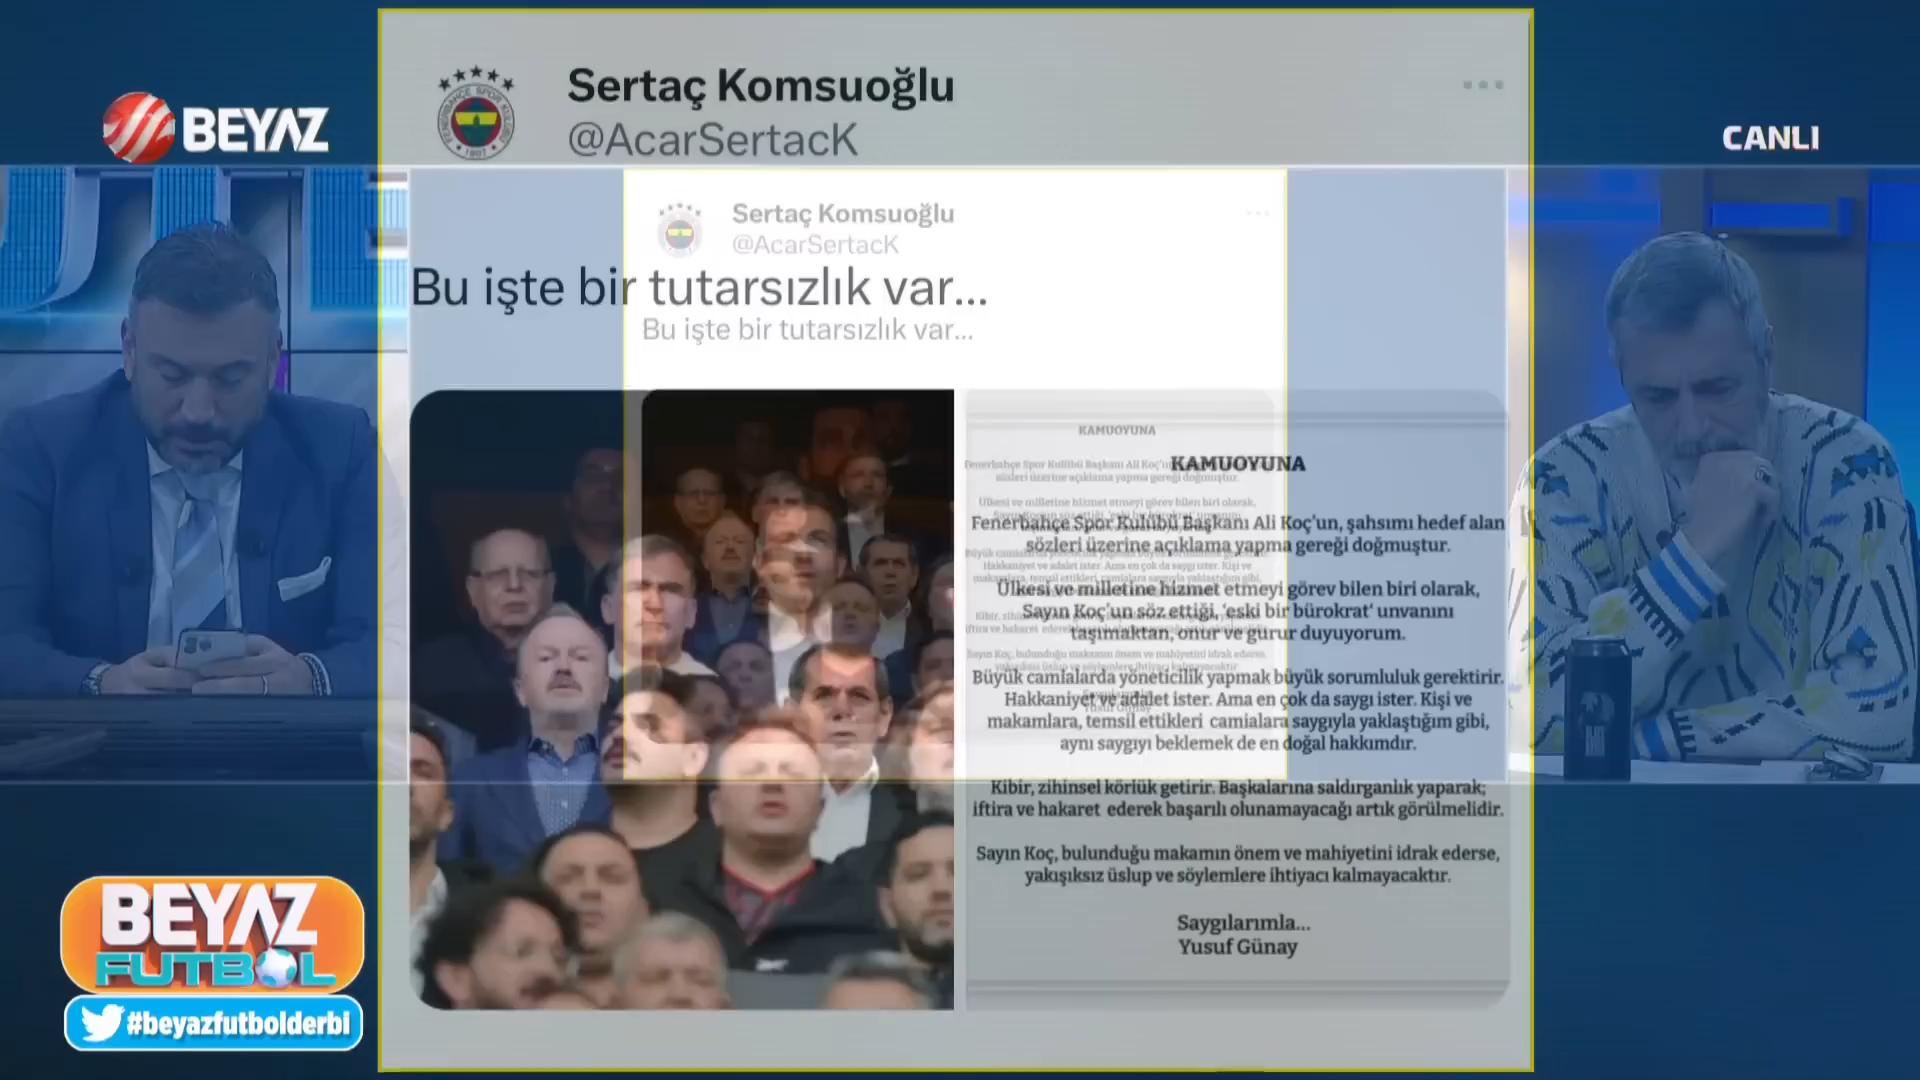 BEYAZ
CANLI
Sertaç Komsuoğlu
@AcarSertacK
Sertaç Komsuoğlu
@AcarSertacK
Bu işte bir tutarsızlık var...
Bu işte bir tutarsızlık var...
KAMUOYUNA
KAMUOYUNA
Fenerbahçe Spor Kulübü Başkanı Ali Koç'un, şahsımı hedef alan
sözleri üzerine açıklama yapma gereği doğmuştur.
Ülkesi ve milletine hizmet etmeyi görev bilen biri olarak,
Sayın Koç'un söz ettiği, 'eski bir bürokrat' unvanını
taşımaktan, onur ve gurur duyuyorum.
Büyük camialarda yöneticilik yapmak büyük sorumluluk gerektirir.
Hakkaniyet ve adalet ister. Ama en çok da saygı ister. Kişi ve
makamlara, temsil ettikleri camialara saygıyla yaklaştığım gibi,
aynı saygıyı beklemek de en doğal hakkımdır.
Kibir, zihinsel körlük getirir. Başkalarına saldırganlık yaparak;
iftira ve hakaret ederek başarılı olunamayacağı artık görülmelidir.
Sayın Koç, bulunduğu makamın önem ve mahiyetini idrak ederse,
yakışıksız üslup ve söylemlere ihtiyacı kalmayacaktır.
Saygılarımla...
Yusuf Günay
BEYAZ
FUTBOL
#beyazfutbolderbi